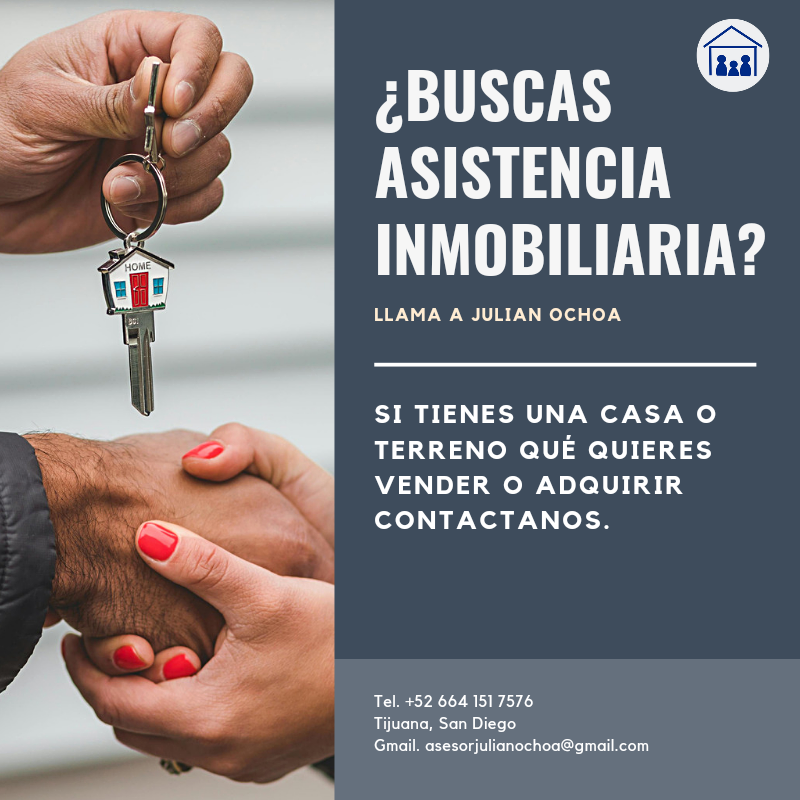 ¿BUSCAS
ASISTENCIA
INMOBILIARIA?
LLAMA A JULIAN OCHOA
SI TIENES UNA CASA O
TERRENO QUÉ QUIERES
VENDER O ADQUIRIR
CONTACTANOS.
Tel. +52 664 151 7576
Tijuana, San Diego
Gmail. asesorjulianochoa@gmail.com
HOME